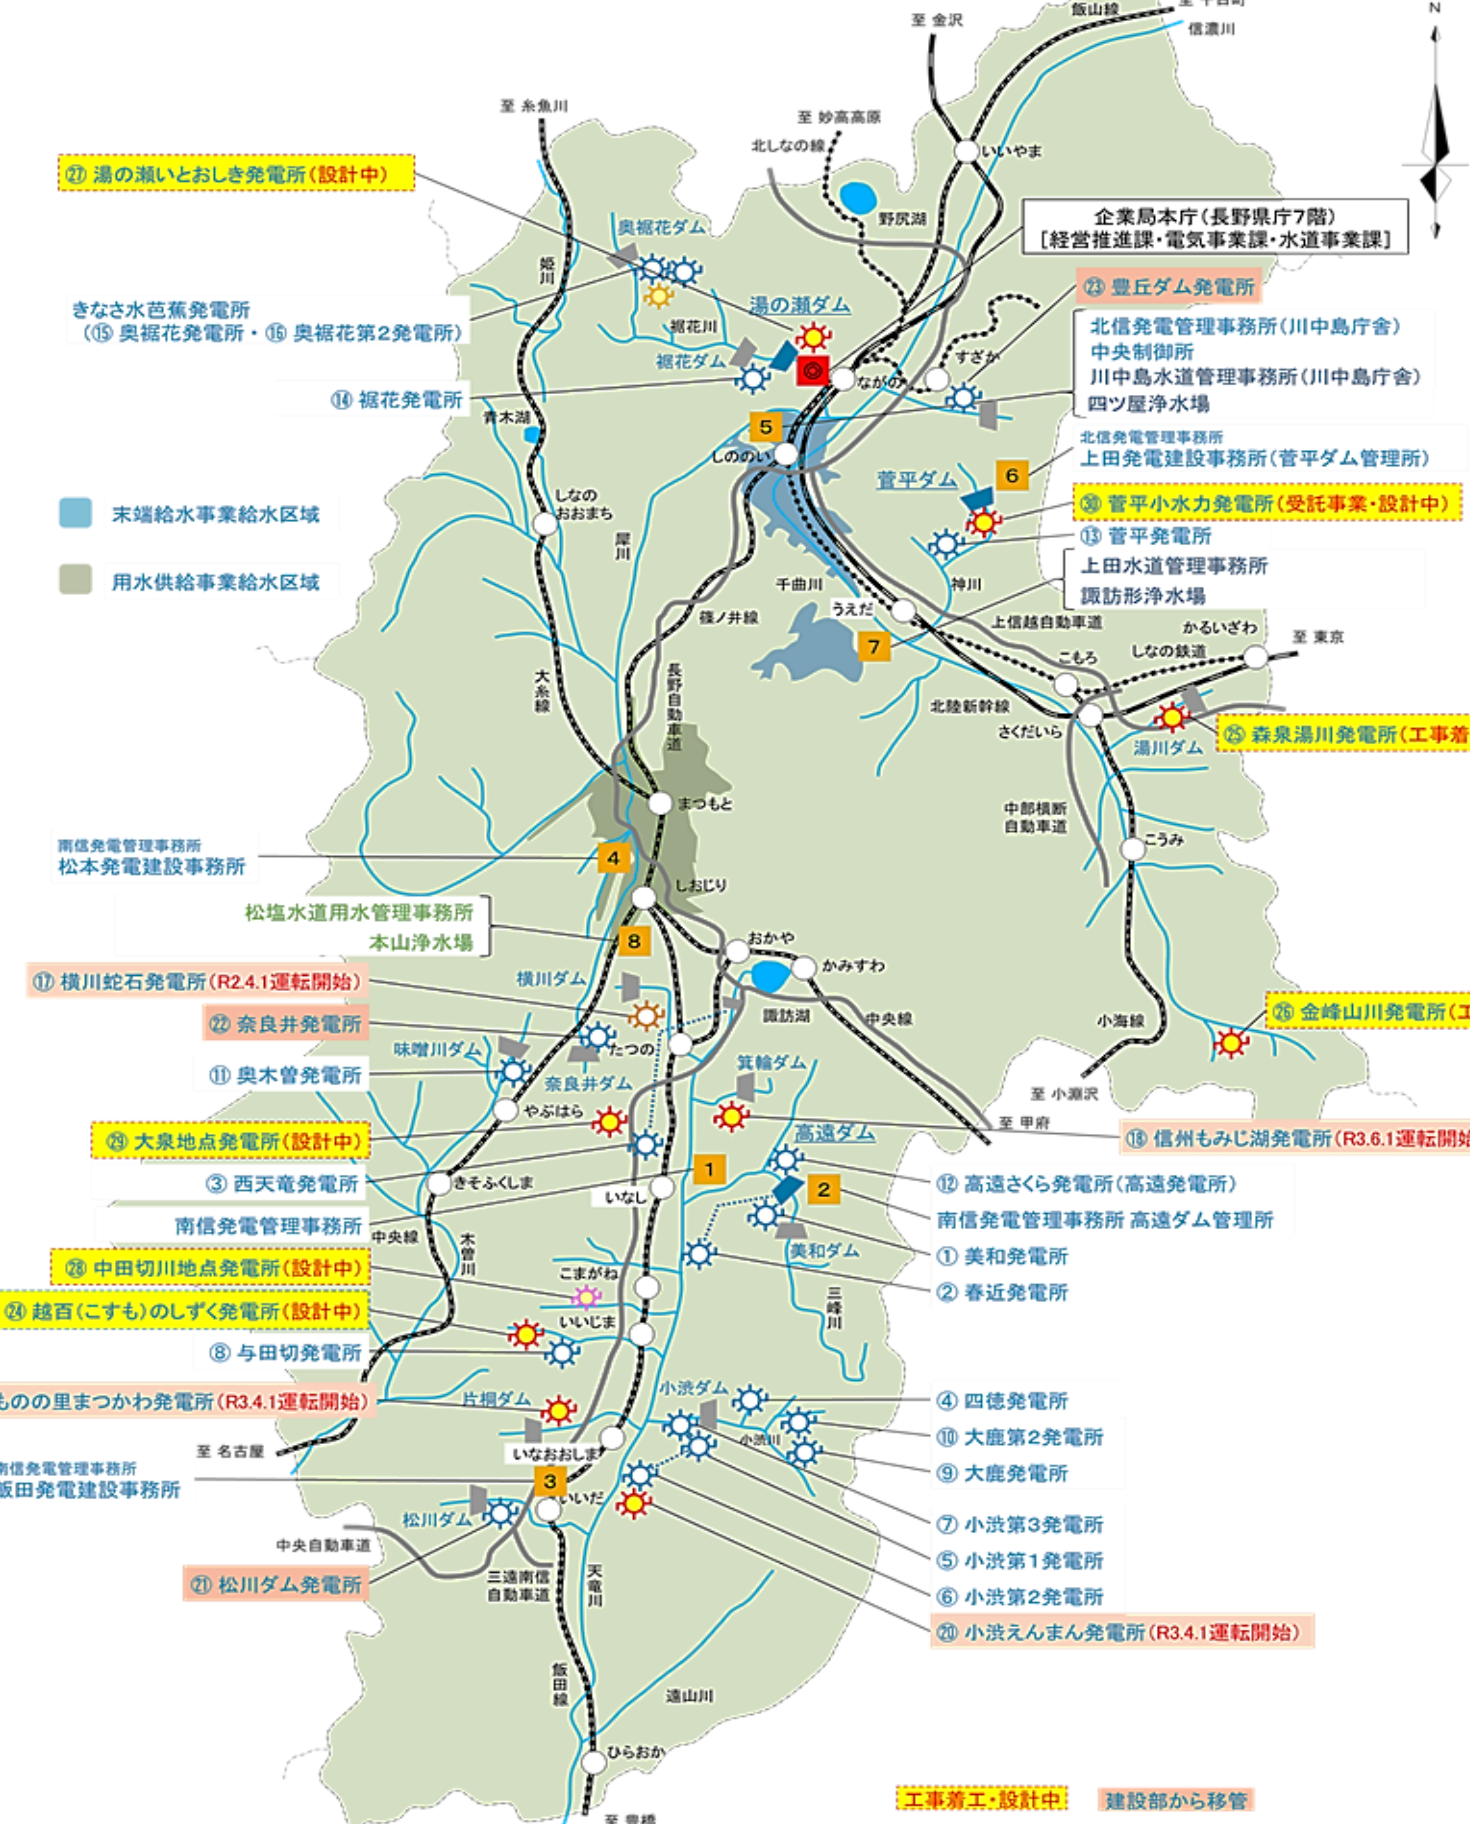 至 十日町
飯山線
至 金沢
信濃川
N
至 糸魚川
至 妙高高原
北しなの線
いいやま
㉗ 湯の瀬いとおしき発電所(設計中)
野尻湖
企業局本庁(長野県庁7階)
[経営推進課・電気事業課・水道事業課]
奥裾花ダム
姫川
㉓ 豊丘ダム発電所
きなさ水芭蕉発電所
(⑮ 奥裾花発電所・⑯ 奥裾花第2発電所)
湯の瀬ダム
裾花川
裾花ダム
北信発電管理事務所(川中島庁舎)
中央制御所
川中島水道管理事務所(川中島庁舎)
四ツ屋浄水場
すざか
ながの
⑭ 裾花発電所
青木湖
5
しののい
北信発電管理事務所
上田発電建設事務所(菅平ダム管理所)
菅平ダム
6
㉚ 菅平小水力発電所(受託事業・設計中)
しなの
おおまち
末端給水事業給水区域
⑬ 菅平発電所
犀川
上田水道管理事務所
諏訪形浄水場
用水供給事業給水区域
千曲川
神川
うえだ
篠ノ井線
上信越自動車道
かるいざわ
至 東京
7
こもろ
しなの鉄道
大糸線
長野自動車道
北陸新幹線
さくだいら
㉕ 森泉湯川発電所(工事着
湯川ダム
まつもと
中部横断
自動車道
こうみ
南信発電管理事務所
松本発電建設事務所
4
しおじり
松塩水道用水管理事務所
本山浄水場
8
おかや
かみすわ
横川ダム
⑰ 横川蛇石発電所(R2.4.1運転開始)
諏訪湖
中央線
小海線
㉖ 金峰山川発電所(工
㉒ 奈良井発電所
味噌川ダム
たつの
箕輪ダム
⑪ 奥木曽発電所
奈良井ダム
至 小淵沢
やぶはら
至 甲府
㉙ 大泉地点発電所(設計中)
高遠ダム
⑱ 信州もみじ湖発電所(R3.6.1運転開始
③ 西天竜発電所
きそふくしま
いなし
1
2
⑫ 高遠さくら発電所(高遠発電所)
南信発電管理事務所
南信発電管理事務所 高遠ダム管理所
中央線
木曽川
美和ダム
① 美和発電所
㉘ 中田切川地点発電所(設計中)
こまがね
② 春近発電所
㉔ 越百(こすも)のしずく発電所(設計中)
いいじま
三峰川
⑧ 与田切発電所
ものの里まつかわ発電所(R3.4.1運転開始)
片桐ダム
小渋ダム
④ 四徳発電所
小渋川
⑩ 大鹿第2発電所
至 名古屋
いなおおしま
南信発電管理事務所
飯田発電建設事務所
⑨ 大鹿発電所
3
いいだ
松川ダム
⑦ 小渋第3発電所
中央自動車道
⑤ 小渋第1発電所
㉑ 松川ダム発電所
三遠南信
自動車道
天竜川
⑥ 小渋第2発電所
⑳ 小渋えんまん発電所(R3.4.1運転開始)
飯田線
遠山川
ひらおか
工事着工・設計中
建設部から移管
至 豊橋